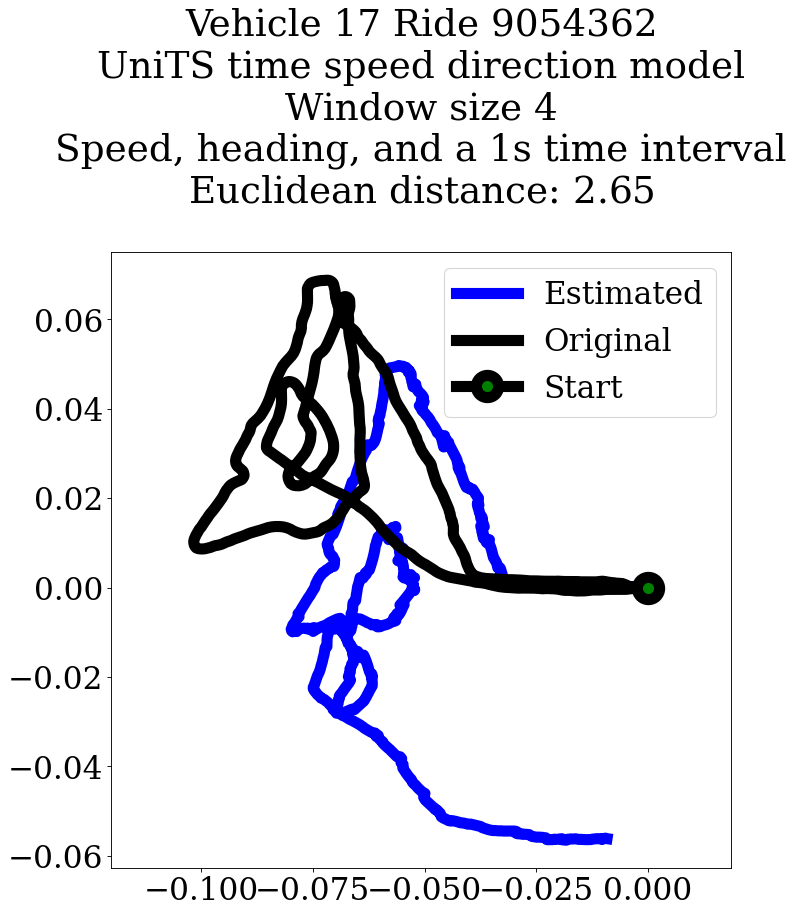 Vehicle 17 Ride 9054362
UniTS time speed direction model
Window size 4
Speed, heading, and a 1s time interval
Euclidean distance: 2.65
Estimated
Original
Start
0.06
0.04
0.02
0.00
−0.02
−0.04
−0.06
−0.100 −0.075 −0.050 −0.025 0.000